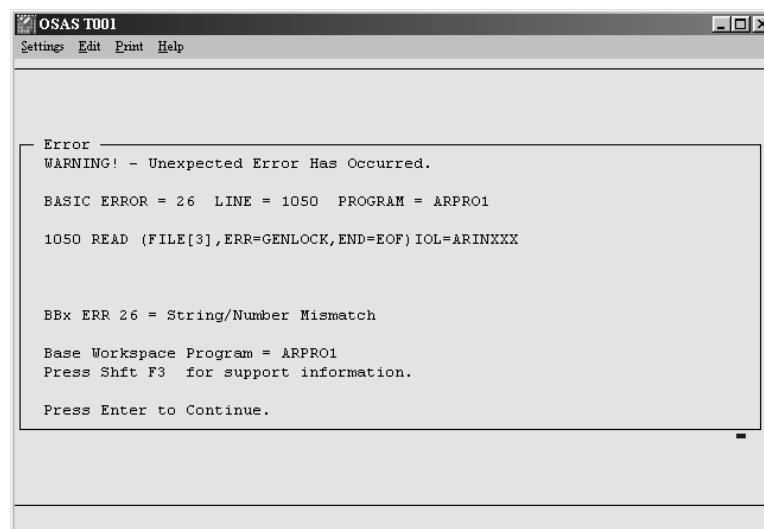 OSAS T001
Settings Edit Print Help
Error
WARNING! - Unexpected Error Has Occurred.
BASIC ERROR = 26 LINE = 1050 PROGRAM = ARPRO1
1050 READ (FILE[3],ERR=GENLOCK,END=EOF)IOL=ARINXXX
BBx ERR 26 = String/Number Mismatch
Base Workspace Program = ARPRO1
Press Shft F3 for support information.
Press Enter to Continue.